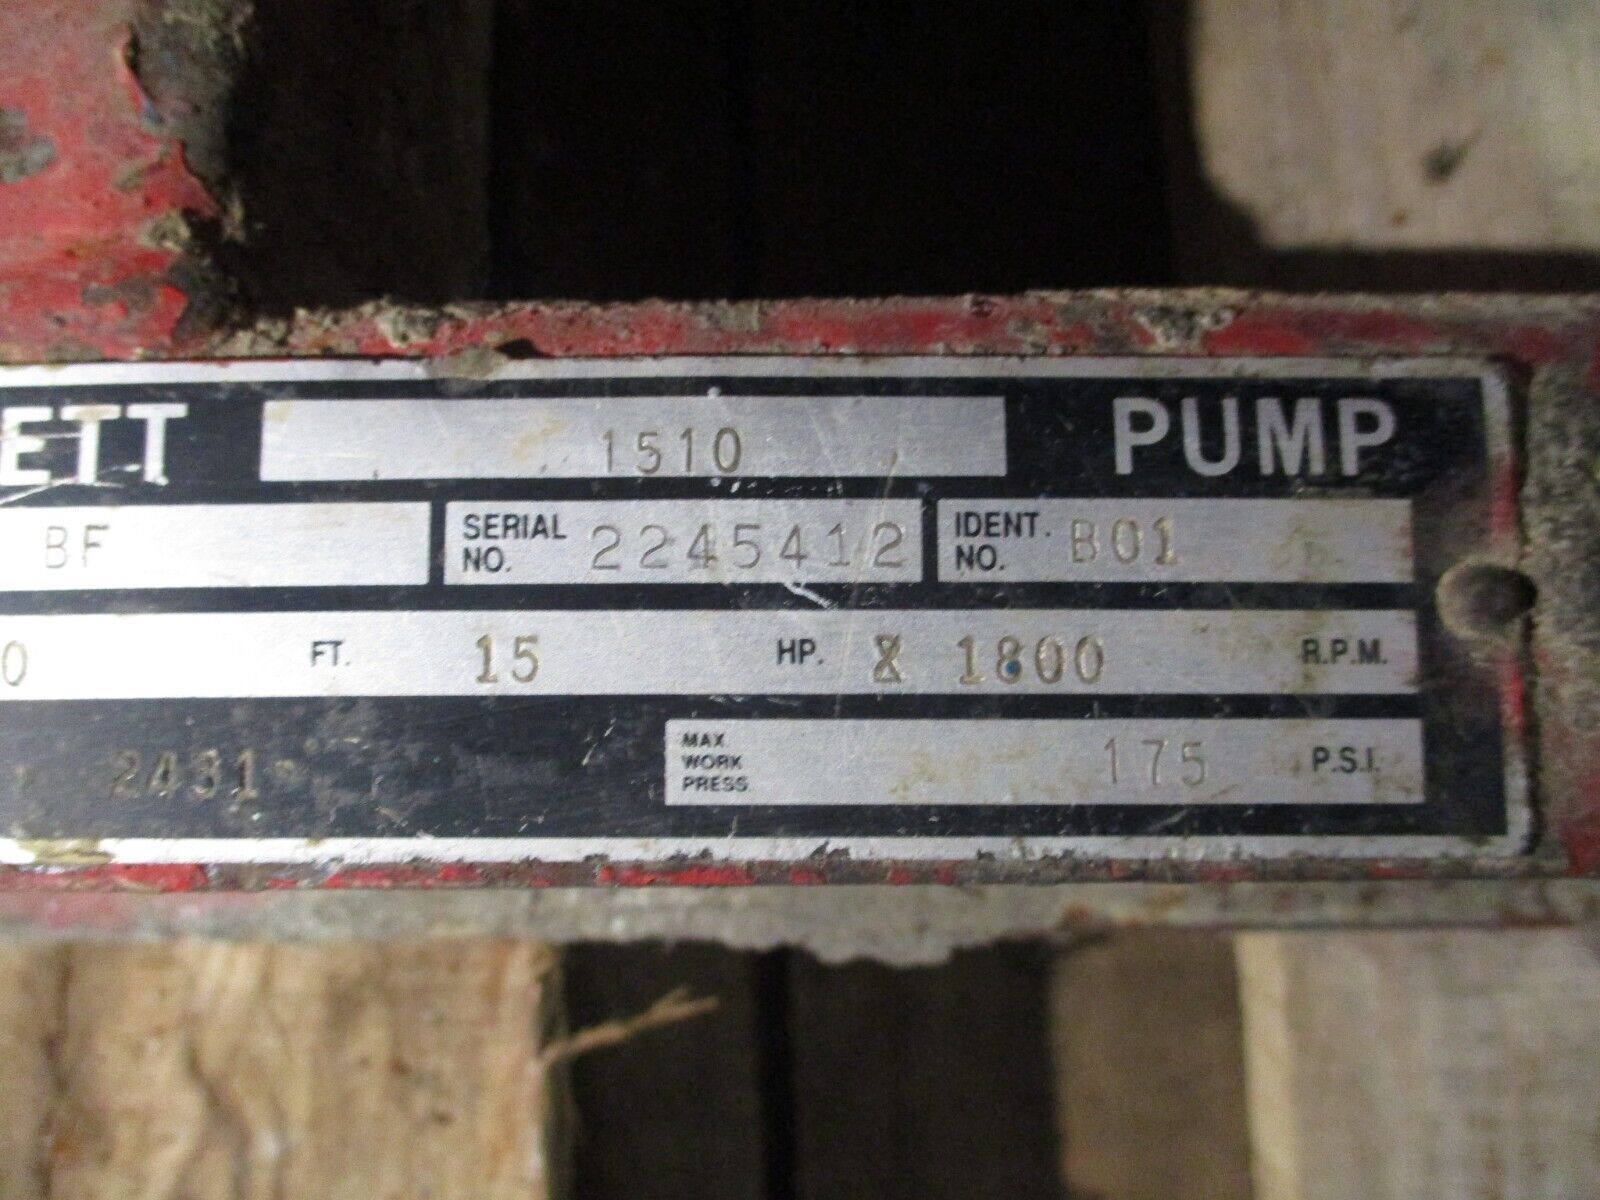 ETT 1510 PUMP
BF SERIAL NO. 2245412 IDENT. NO. B01
0 FT. 15 HP. 1800 R.P.M.
2431 MAX. WORK PRESS. 175 P.S.I.